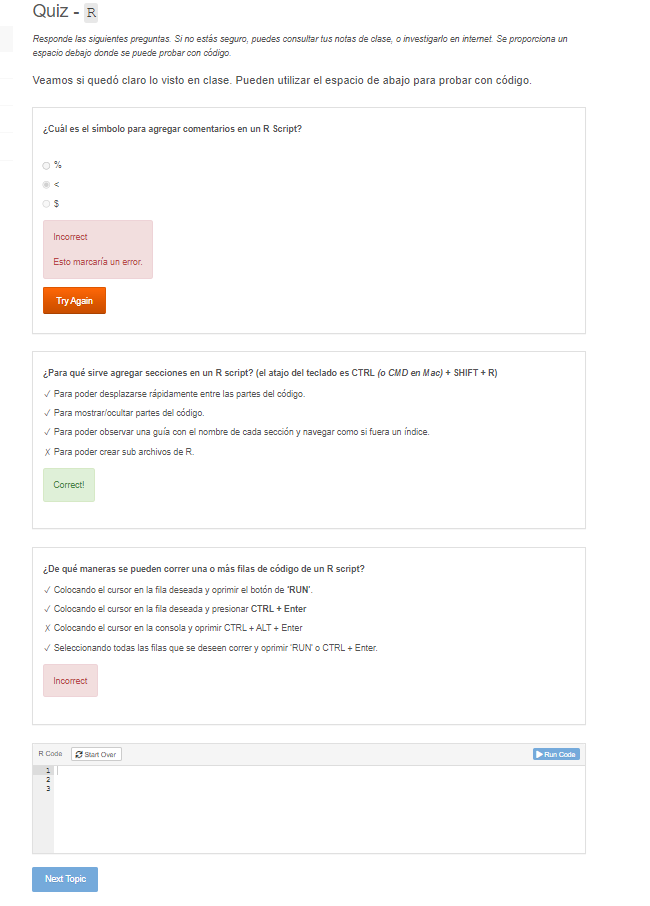 Quiz - R
Responde las siguientes preguntas. Si no estás seguro, puedes consultar tus notas de clase, o investigarlo en internet. Se proporciona un
espacio debajo donde se puede probar con código.
Veamos si quedó claro lo visto en clase. Pueden utilizar el espacio de abajo para probar con código.
¿Cuál es el símbolo para agregar comentarios en un R Script?
%
<
$
Incorrect
Esto marcaría un error.
Try Again
¿Para qué sirve agregar secciones en un R script? (el atajo del teclado es CTRL (o CMD en Mac) + SHIFT + R)
✓ Para poder desplazarse rápidamente entre las partes del código.
✓ Para mostrar/ocultar partes del código.
✓ Para poder observar una guía con el nombre de cada sección y navegar como si fuera un índice.
X Para poder crear sub archivos de R.
Correct!
¿De qué maneras se pueden correr una o más filas de código de un R script?
✓ Colocando el cursor en la fila deseada y oprimir el botón de 'RUN'.
✓ Colocando el cursor en la fila deseada y presionar CTRL + Enter
X Colocando el cursor en la consola y oprimir CTRL + ALT + Enter
✓ Seleccionando todas las filas que se deseen correr y oprimir 'RUN' o CTRL + Enter.
Incorrect
R Code Start Over Run Code
1
2
3
Next Topic